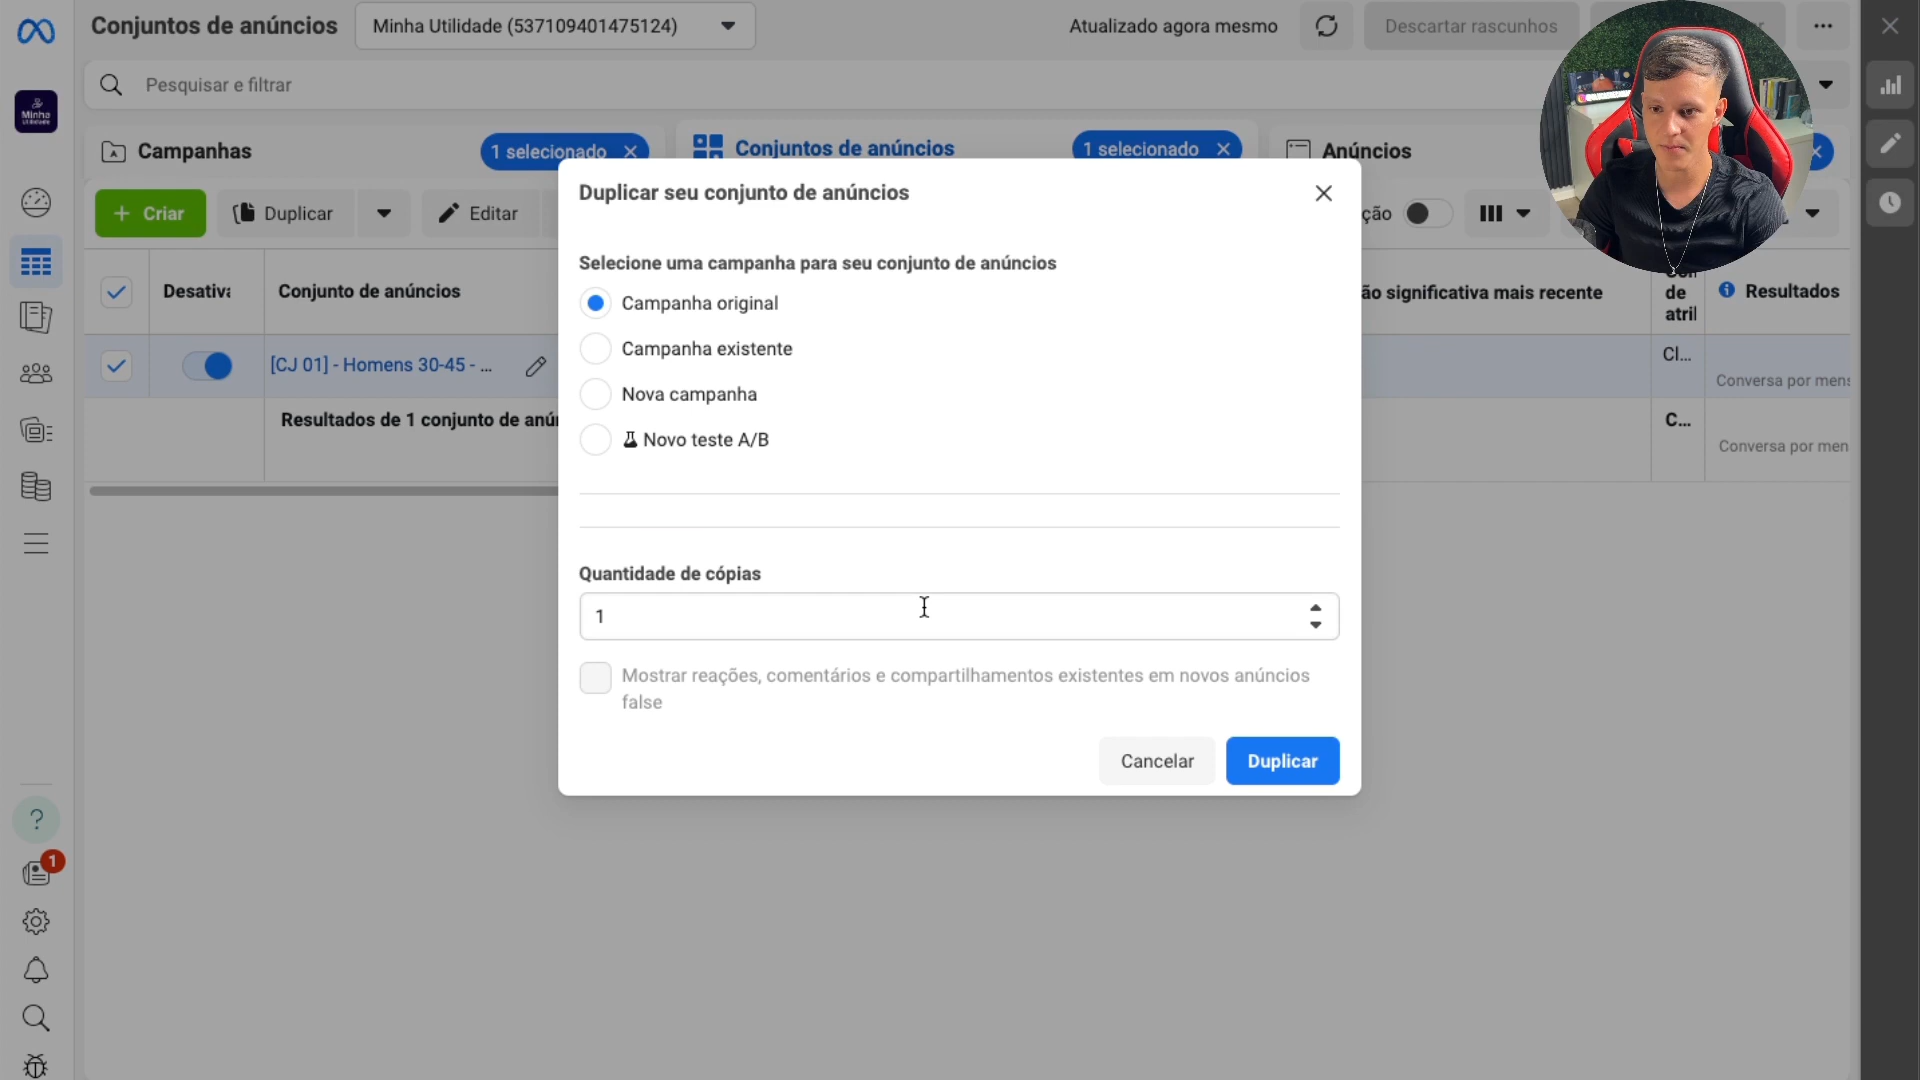 Conjuntos de anúncios
Minha Utilidade (537109401475124)
Atualizado agora mesmo
Descartar rascunhos
Pesquisar e filtrar
Minha
Campanhas
1 selecionado
Conjuntos de anúncios
1 selecionado
Anúncios
Criar
Duplicar
Editar
ção
Desativ
Conjunto de anúncios
ão significativa mais recente
de
atril
Resultados
[CJ 01] - Homens 30-45 - ...
Cl...
Conversa por mens
Resultados de 1 conjunto de anún
C...
Conversa por men
Duplicar seu conjunto de anúncios
Selecione uma campanha para seu conjunto de anúncios
Campanha original
Campanha existente
Nova campanha
Novo teste A/B
Quantidade de cópias
1
Mostrar reações, comentários e compartilhamentos existentes em novos anúncios
false
Cancelar
Duplicar
1